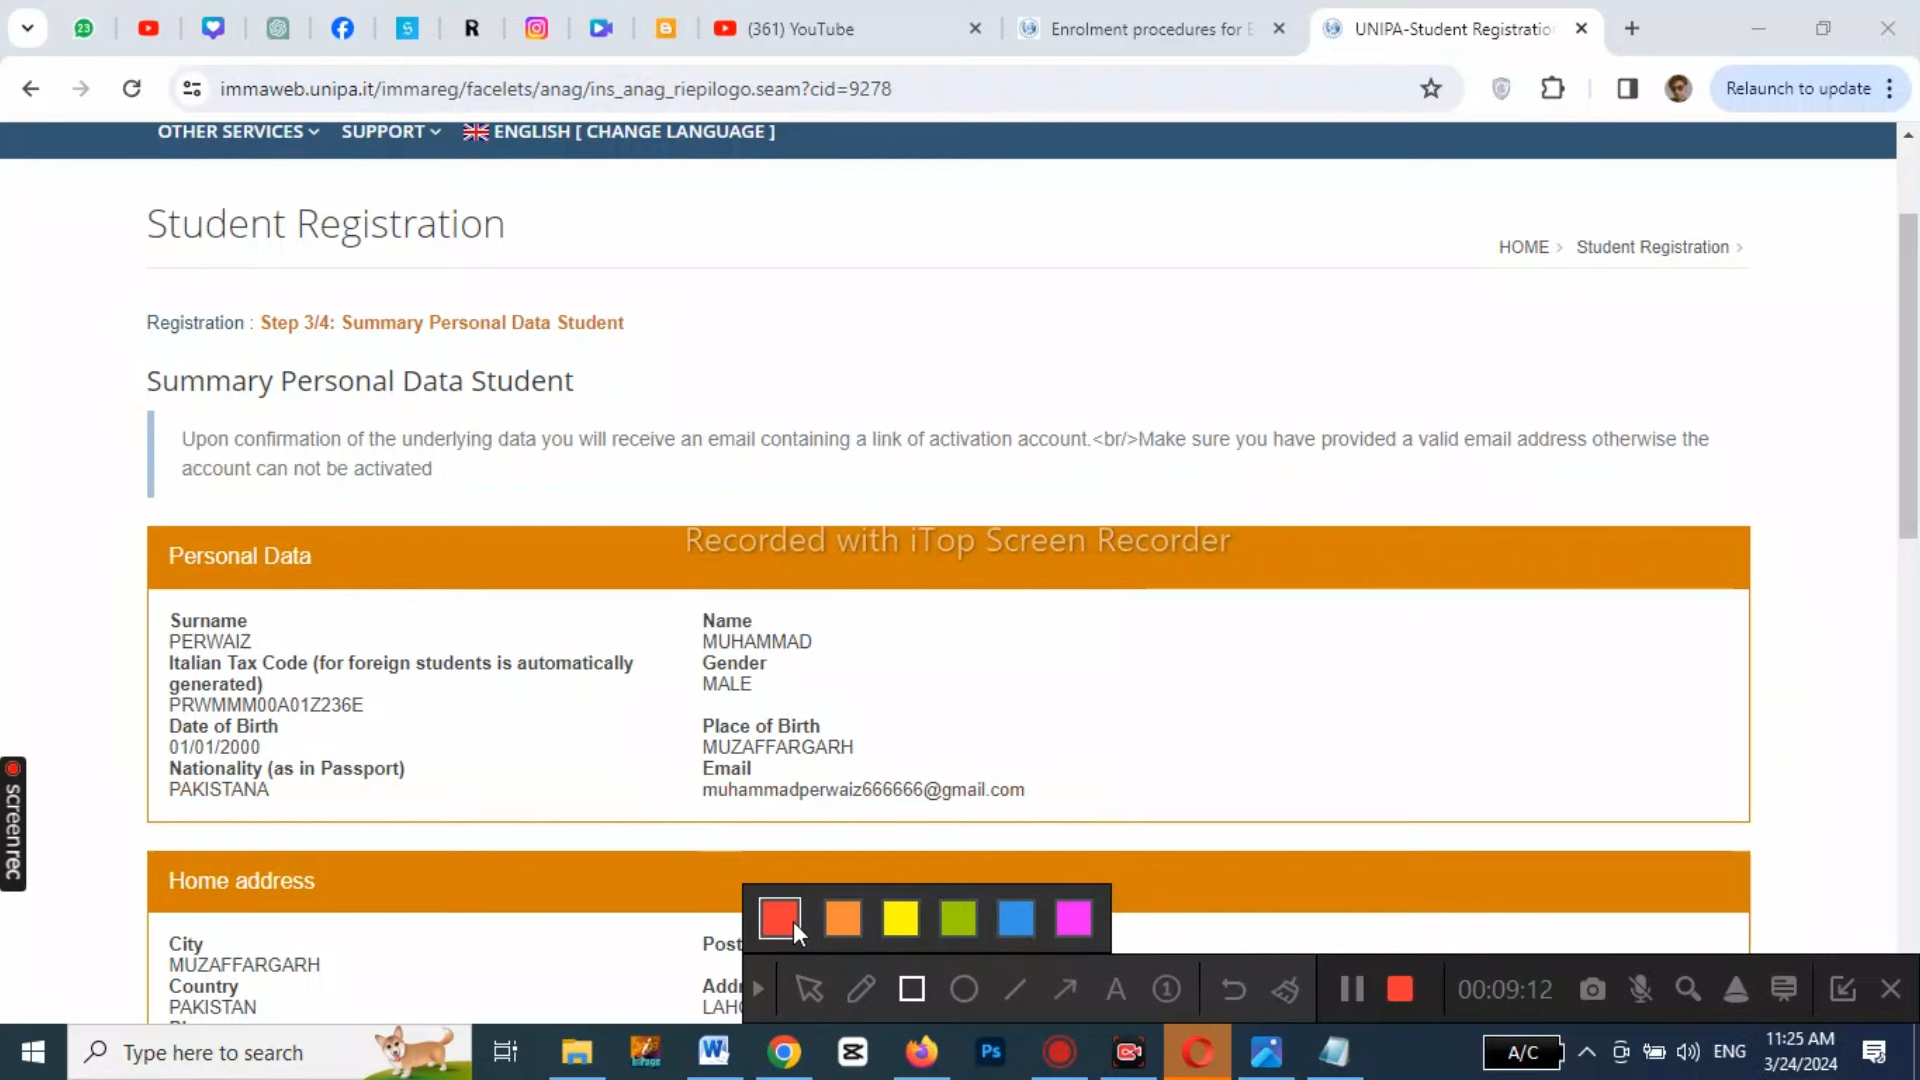 23
(361) YouTube
Enrolment procedures for E
UNIPA-Student Registration
immaweb.unipa.it/immareg/facelets/anag/ins_anag_riepilogo.seam?cid=9278
Relaunch to update
OTHER SERVICES SUPPORT ENGLISH [ CHANGE LANGUAGE ]
Student Registration
HOME > Student Registration >
Registration : Step 3/4: Summary Personal Data Student
Summary Personal Data Student
Upon confirmation of the underlying data you will receive an email containing a link of activation account.<br/>Make sure you have provided a valid email address otherwise the
account can not be activated
Recorded with iTop Screen Recorder
Personal Data
Surname
PERWAIZ
Italian Tax Code (for foreign students is automatically
generated)
PRWMMM00A01Z236E
Date of Birth
01/01/2000
Nationality (as in Passport)
PAKISTANA
Name
MUHAMMAD
Gender
MALE
Place of Birth
MUZAFFARGARH
Email
muhammadperwaiz666666@gmail.com
Home address
City
MUZAFFARGARH
Country
PAKISTAN
Post
Addr
LAHO
screenrec
A
1
00:09:12
Type here to search
Ps
A/C
ENG
11:25 AM
3/24/2024